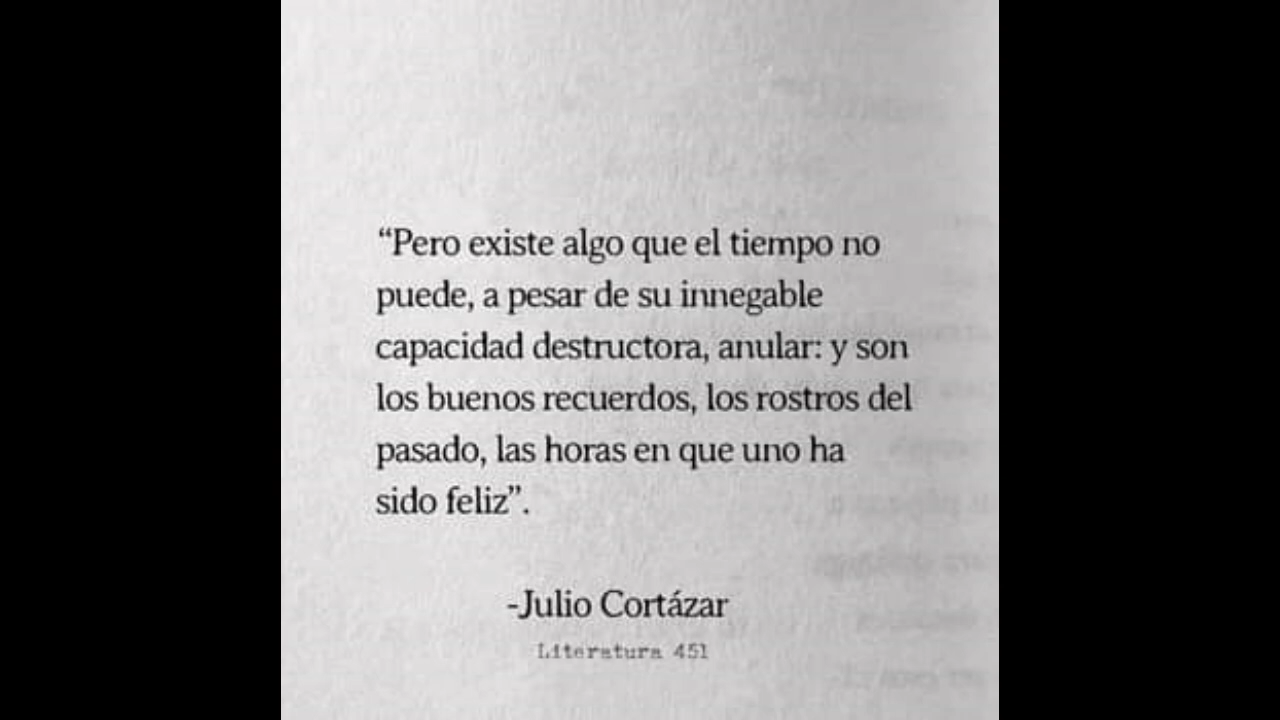 “Pero existe algo que el tiempo no
puede, a pesar de su innegable
capacidad destructora, anular: y son
los buenos recuerdos, los rostros del
pasado, las horas en que uno ha
sido feliz”.
-Julio Cortázar
Literatura 451